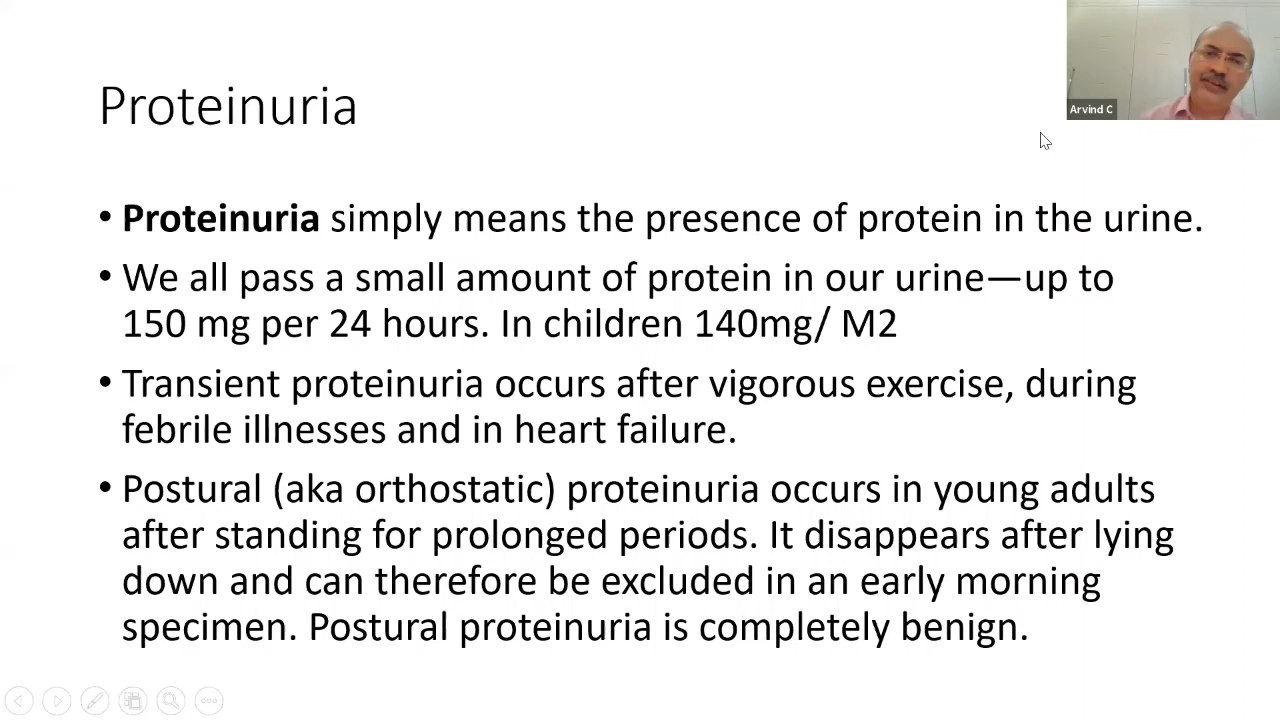 Arvind C
Proteinuria
• Proteinuria simply means the presence of protein in the urine.
• We all pass a small amount of protein in our urine—up to
150 mg per 24 hours. In children 140mg/ M2
• Transient proteinuria occurs after vigorous exercise, during
febrile illnesses and in heart failure.
• Postural (aka orthostatic) proteinuria occurs in young adults
after standing for prolonged periods. It disappears after lying
down and can therefore be excluded in an early morning
specimen. Postural proteinuria is completely benign.